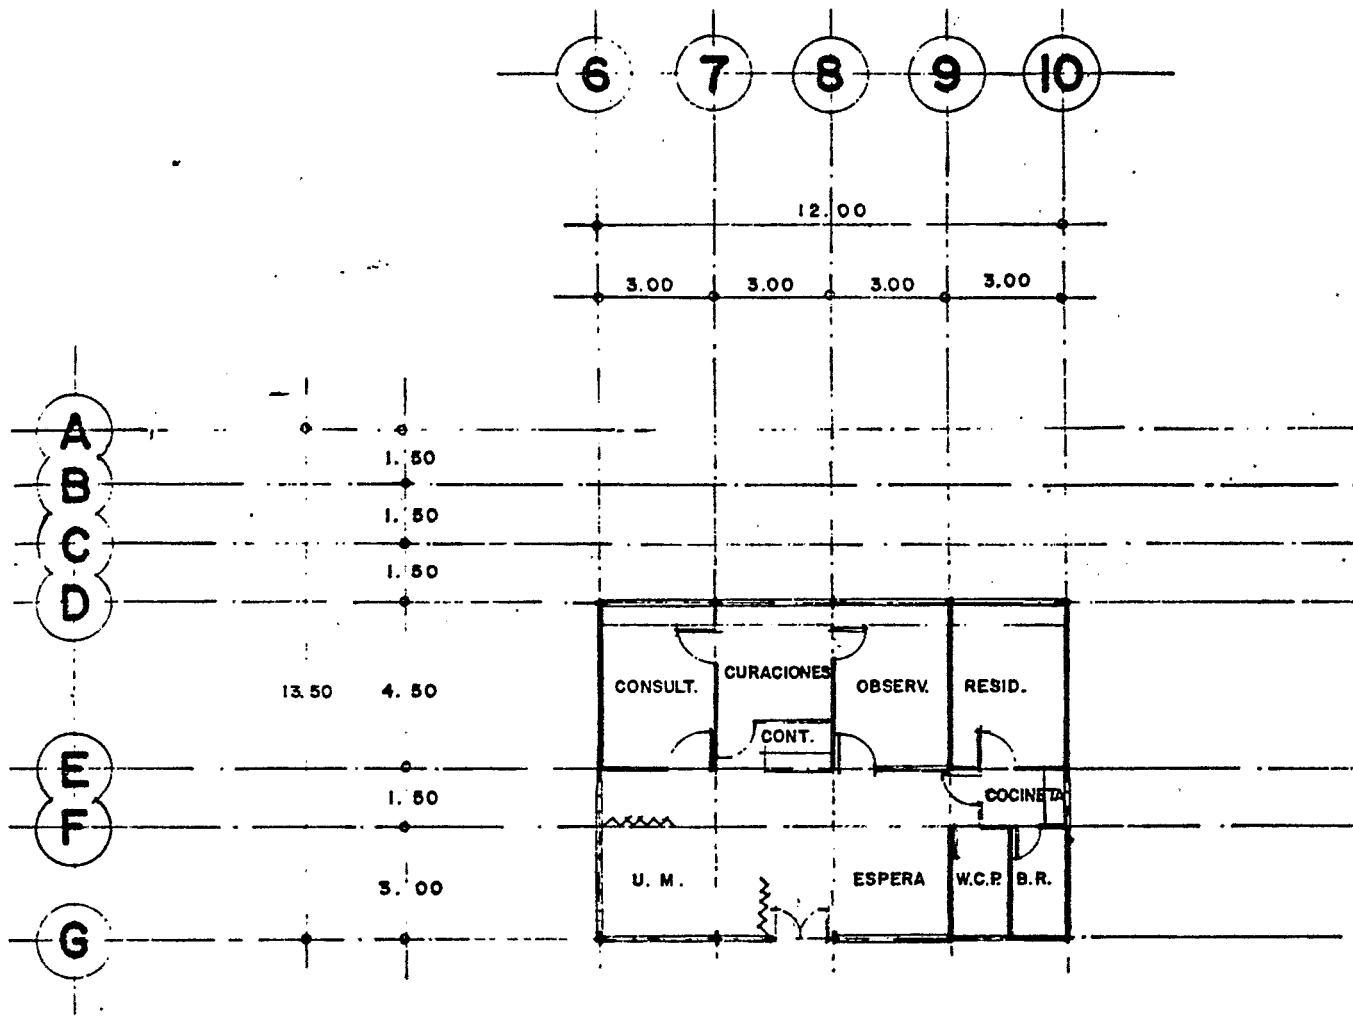 6 7 8 9 10
12.00
3.00 3.00 3.00 3.00
A
1.50
B
1.50
C
1.50
D
CONSULT. CURACIONES OBSERV. RESID.
13.50 4.50
CONT.
E
1.50 COCINETA
F
U. M. ESPERA W.C.P. B.R.
3.00
G